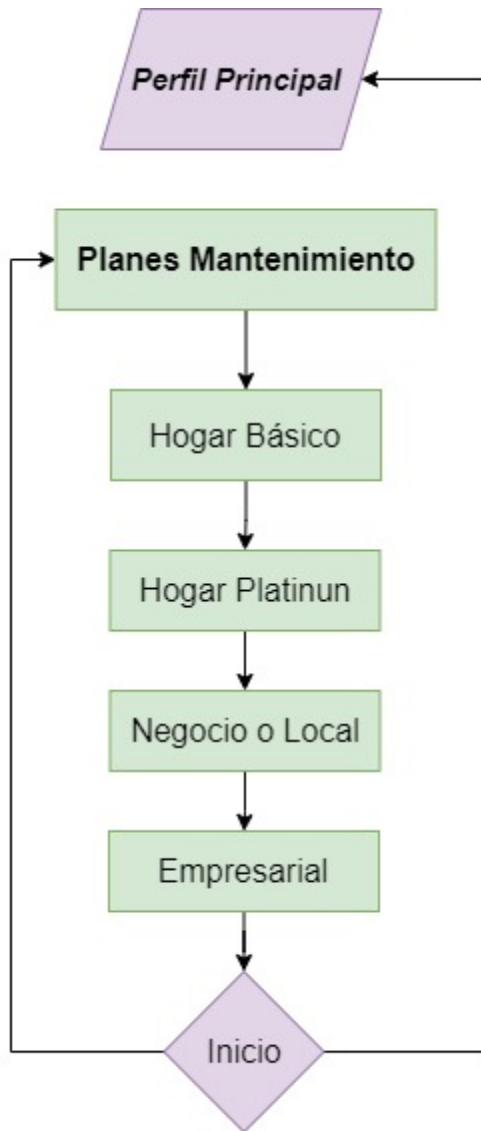 Perfil Principal
Planes Mantenimiento
Hogar Básico
Hogar Platinun
Negocio o Local
Empresarial
Inicio